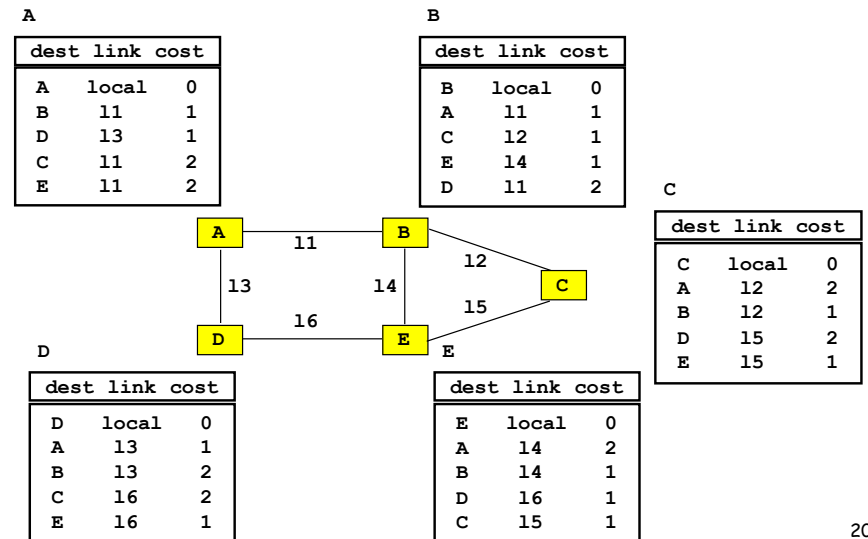 A
dest link cost
A local 0
B l1 1
D l3 1
C l1 2
E l1 2
B
dest link cost
B local 0
A l1 1
C l2 1
E l4 1
D l1 2
C
dest link cost
C local 0
A l2 2
B l2 1
D l5 2
E l5 1
A
l1
B
l2
l3
l4
C
l5
l6
D
E
D
dest link cost
D local 0
A l3 1
B l3 2
C l6 2
E l6 1
E
dest link cost
E local 0
A l4 2
B l4 1
D l6 1
C l5 1
20